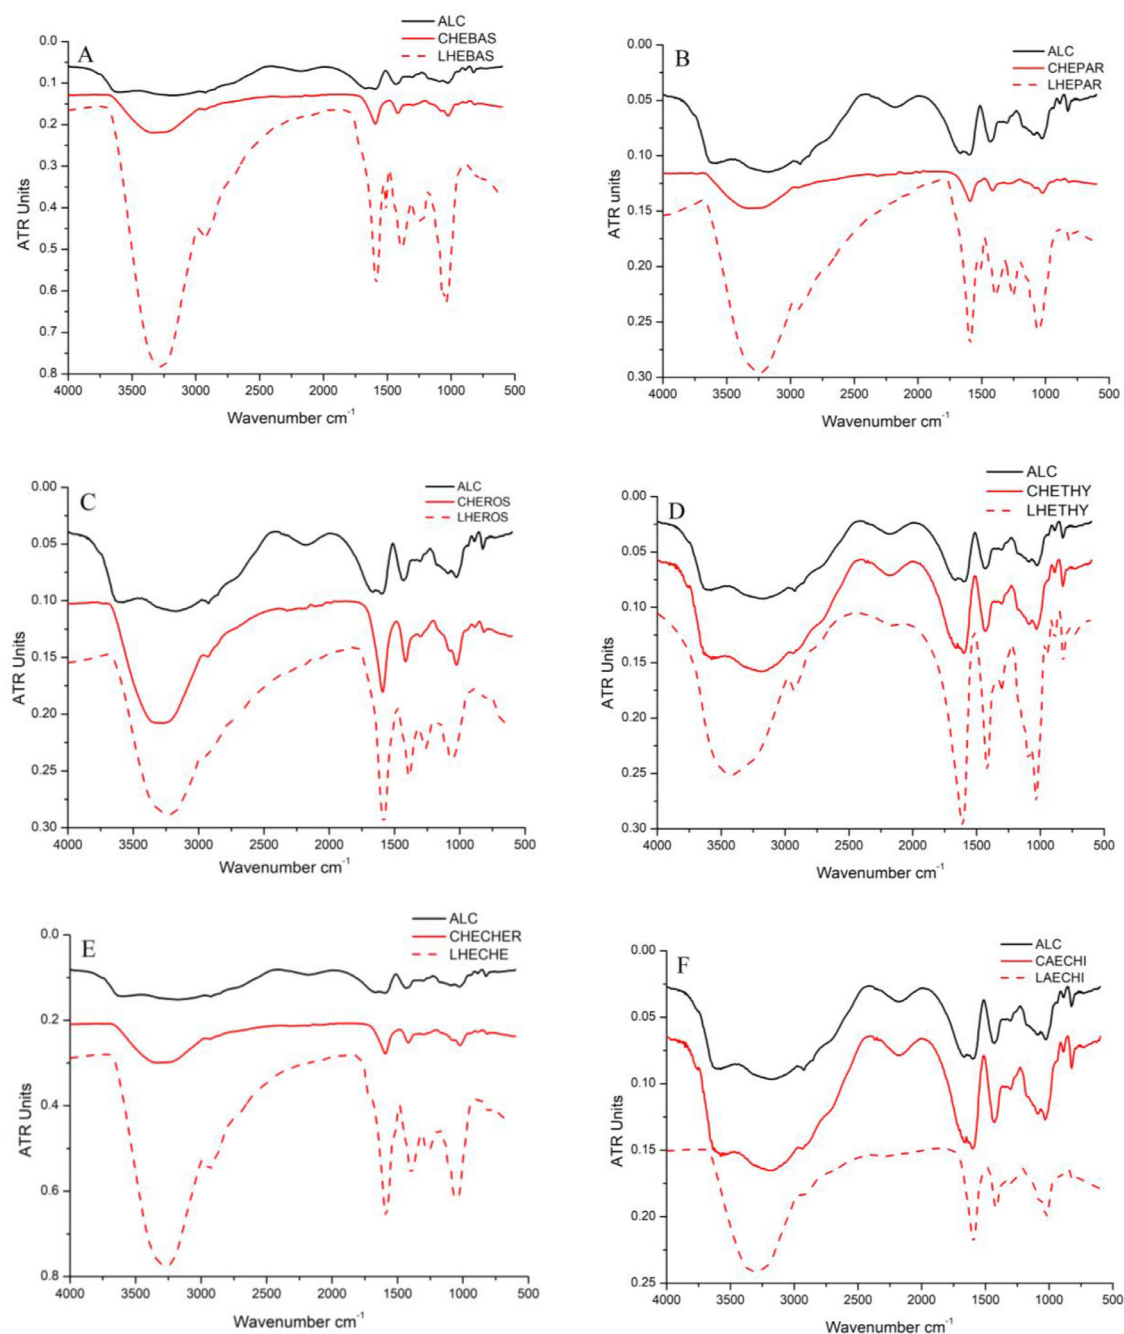 A
ALC
CHEBAS
LHEBAS
0.0
0.1
0.2
0.3
0.4
0.5
0.6
0.7
0.8
ATR Units
4000 3500 3000 2500 2000 1500 1000 500
Wavenumber cm-1
B
ALC
CHEPAR
LHEPAR
0.00
0.05
0.10
0.15
0.20
0.25
0.30
ATR units
4000 3500 3000 2500 2000 1500 1000 500
Wavenumber cm-1
C
ALC
CHEROS
LHEROS
0.00
0.05
0.10
0.15
0.20
0.25
0.30
ATR Units
4000 3500 3000 2500 2000 1500 1000 500
Wavenumber cm-1
D
ALC
CHETHY
LHETHY
0.00
0.05
0.10
0.15
0.20
0.25
0.30
ATR Units
4000 3500 3000 2500 2000 1500 1000 500
Wavenumber cm-1
E
ALC
CHECHER
LHECHE
0.0
0.2
0.4
0.6
0.8
ATR Units
4000 3500 3000 2500 2000 1500 1000 500
Wavenumber cm-1
F
ALC
CAECHI
LAECHI
0.00
0.05
0.10
0.15
0.20
0.25
ATR Units
4000 3500 3000 2500 2000 1500 1000 500
Wavenumber cm-1